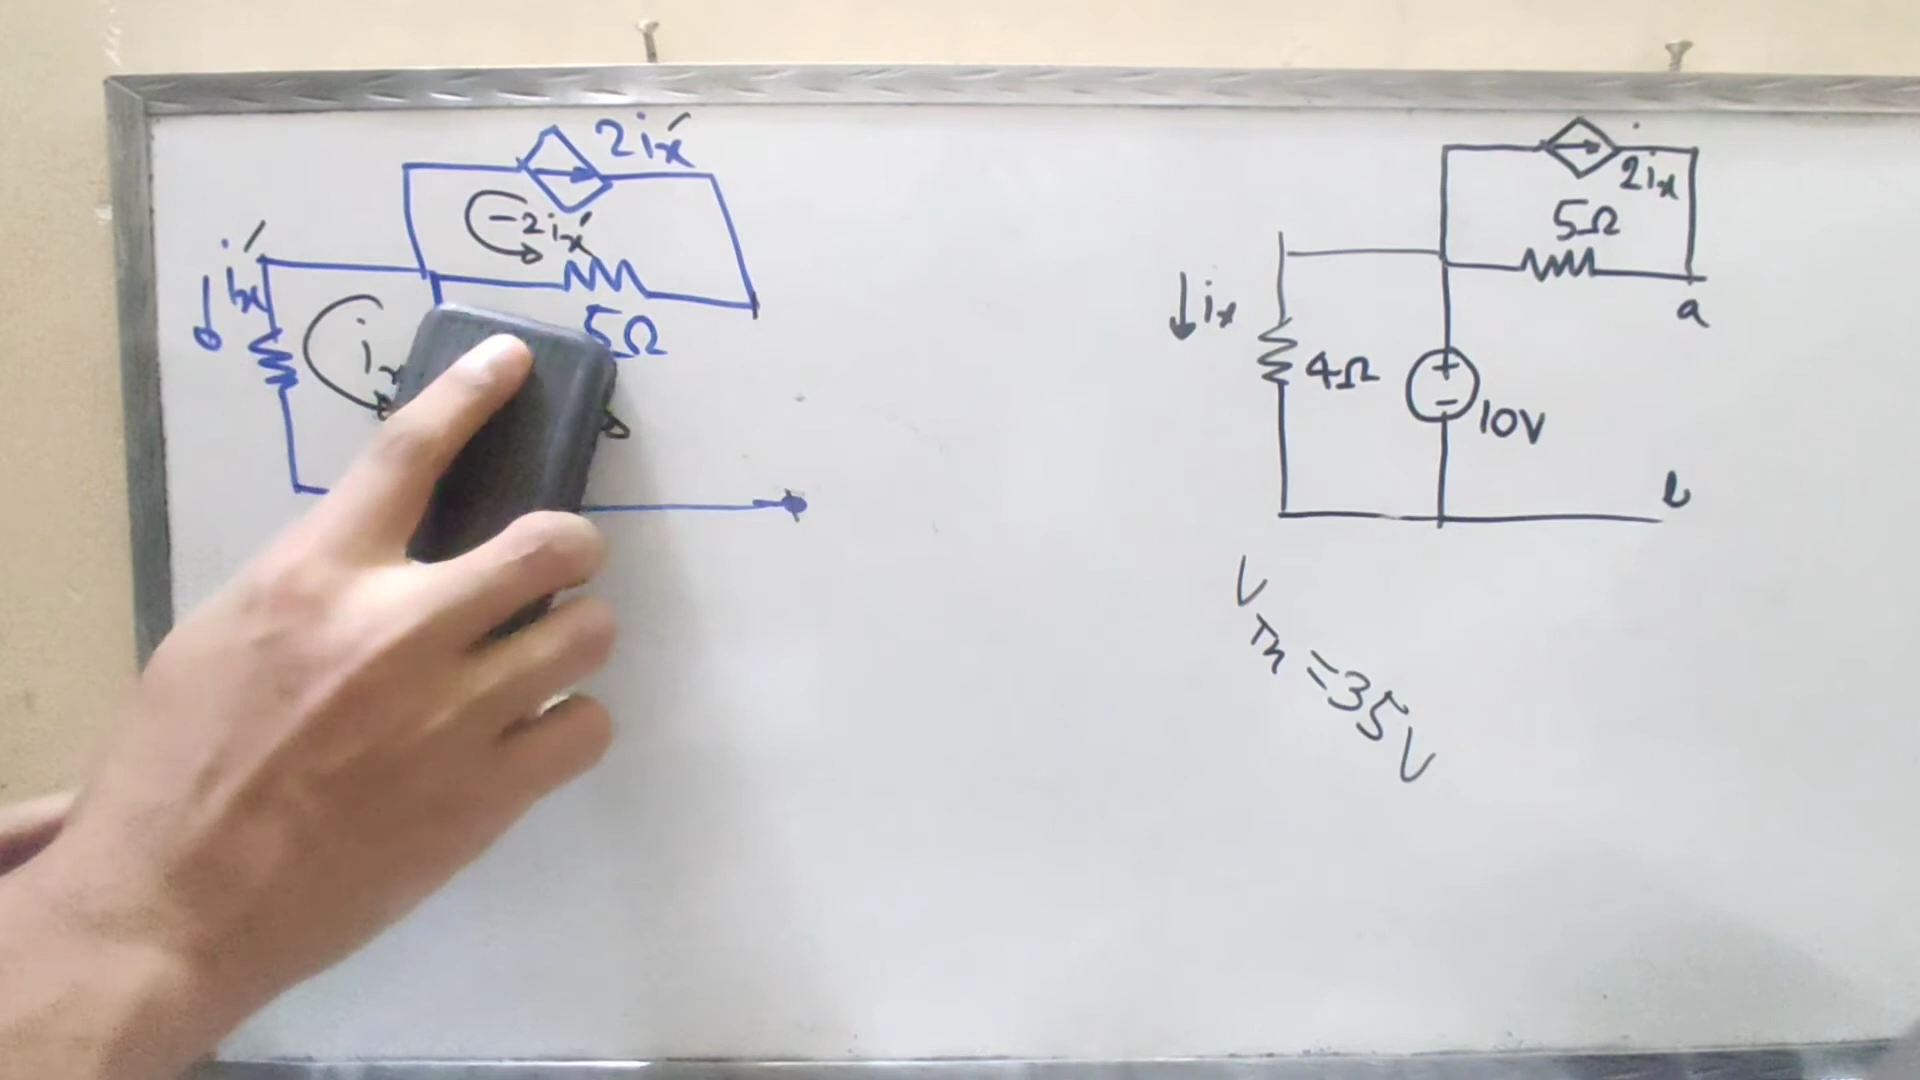 2ix′
-2ix′
ix′
ix
5Ω
2ix
5Ω
ix
4Ω
a
10V
b
VTh = 35V